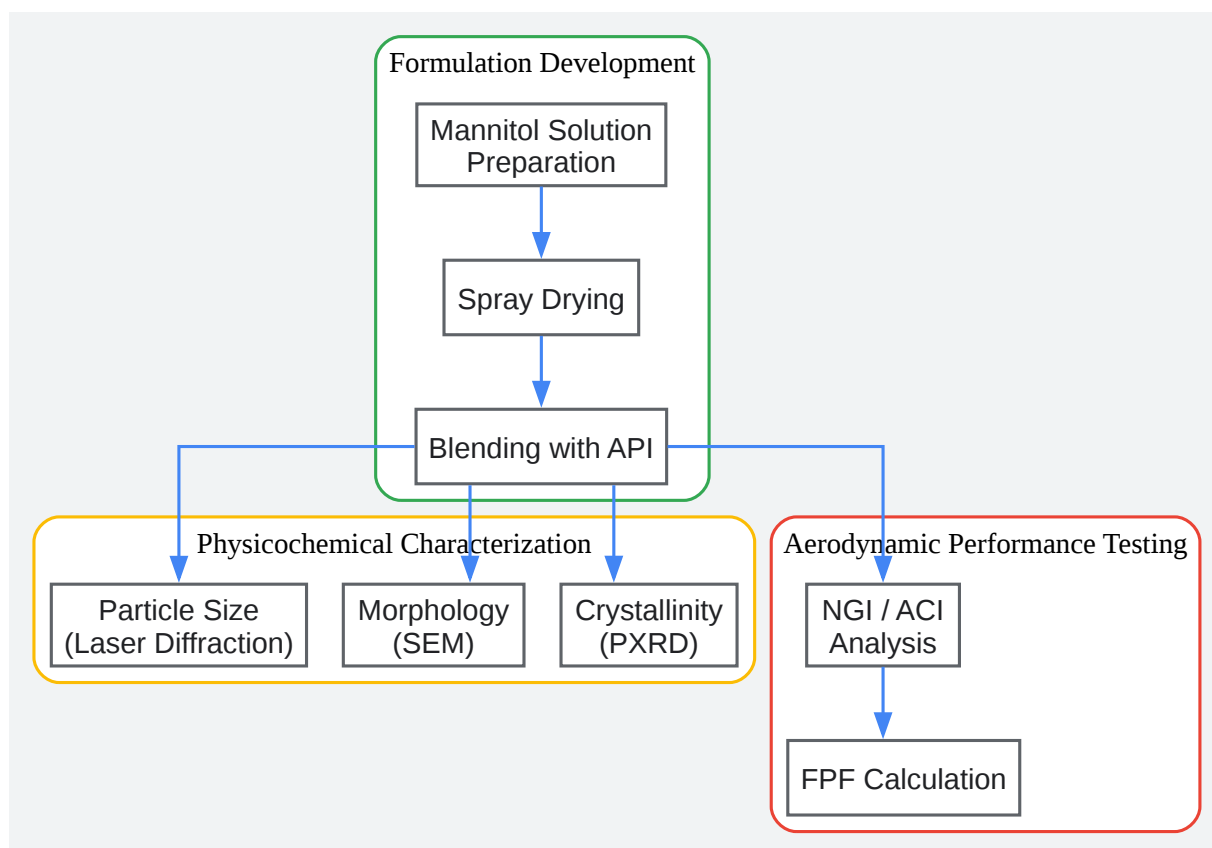 Formulation Development
Mannitol Solution
Preparation
Spray Drying
Blending with API
Physicochemical Characterization
Particle Size
(Laser Diffraction)
Morphology
(SEM)
Crystallinity
(PXRD)
Aerodynamic Performance Testing
NGI / ACI
Analysis
FPF Calculation